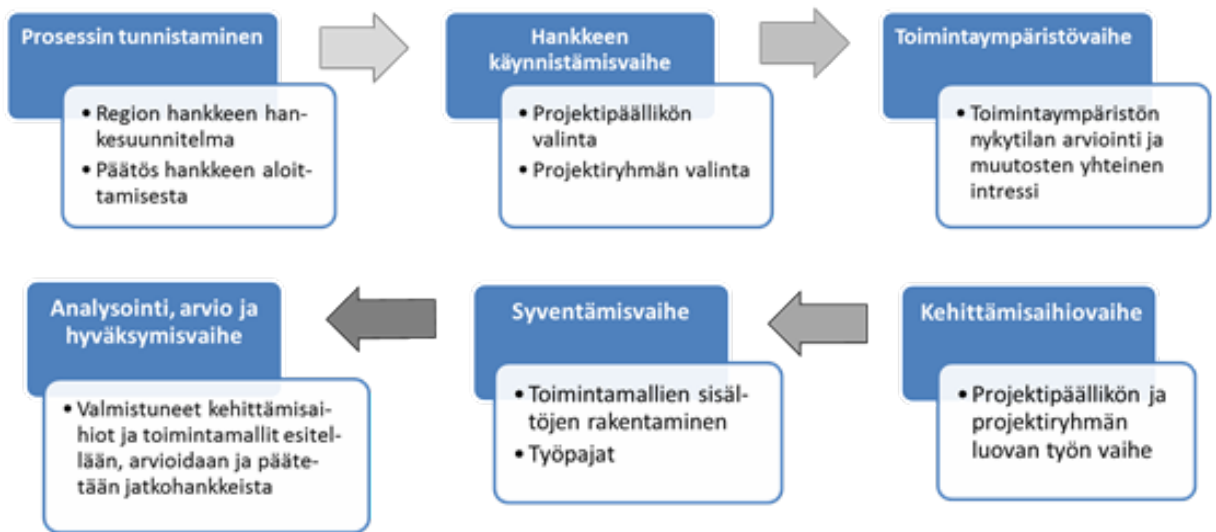 Prosessin tunnistaminen
• Region hankkeen han-
kesuunnitelma
• Päätös hankkeen aloit-
tamisesta
Hankkeen
käynnistämisvaihe
• Projektipäällikön
valinta
• Projektiryhmän valinta
Toimintaympäristövaihe
• Toimintaympäristön
nykytilan arviointi ja
muutosten yhteinen
intressi
Kehittämisaihiovaihe
• Projektipäällikön ja
projektiryhmän
luovan työn vaihe
Syventämisvaihe
• Toimintamallien sisäl-
töjen rakentaminen
• Työpajat
Analysointi, arvio ja
hyväksymisvaihe
• Valmistuneet kehittämisai-
hiot ja toimintamallit esitel-
lään, arvioidaan ja pääte-
tään jatkohankkeista